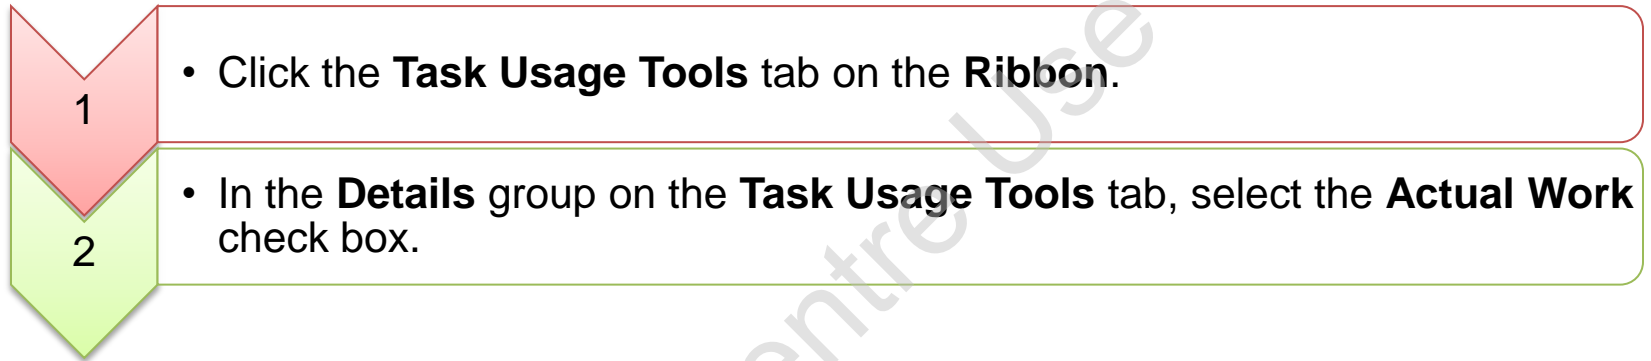 1
• Click the Task Usage Tools tab on the Ribbon.
2
• In the Details group on the Task Usage Tools tab, select the Actual Work
check box.
Use